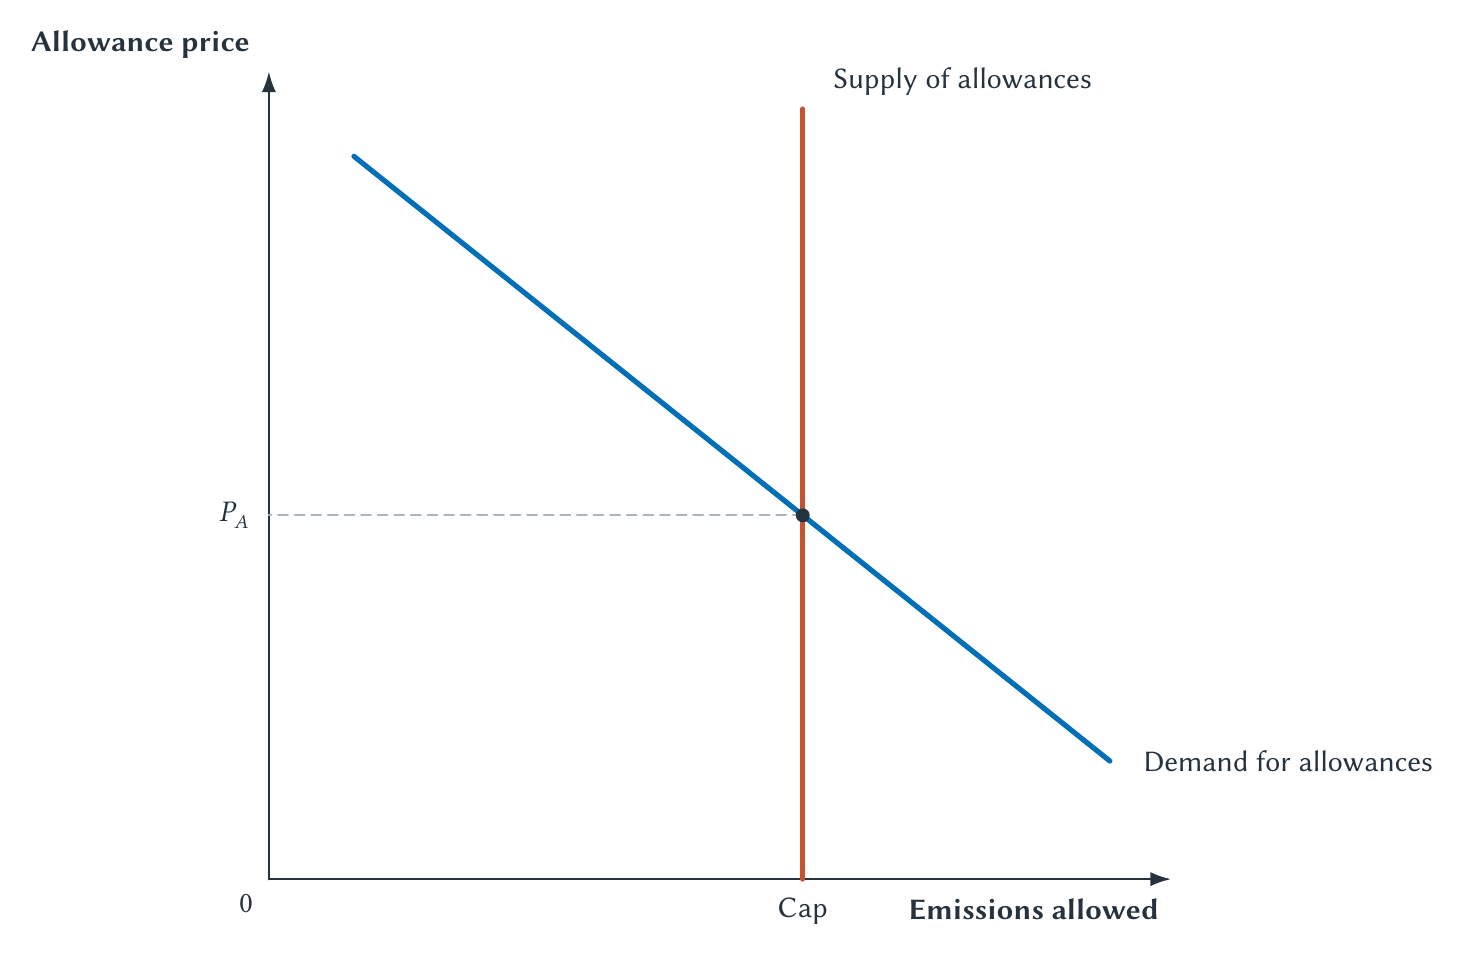 Allowance price
Supply of allowances
P_A
Demand for allowances
0
Cap
Emissions allowed